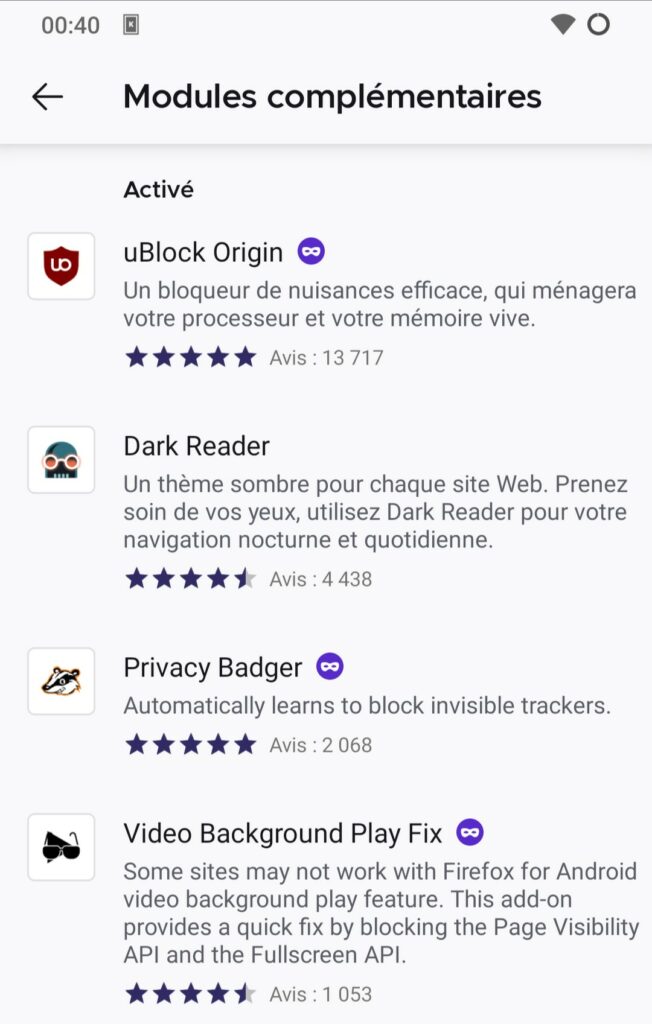 00:40
Modules complémentaires
Activé
uBlock Origin
Un bloqueur de nuisances efficace, qui ménagera
votre processeur et votre mémoire vive.
Avis : 13 717
Dark Reader
Un thème sombre pour chaque site Web. Prenez
soin de vos yeux, utilisez Dark Reader pour votre
navigation nocturne et quotidienne.
Avis : 4 438
Privacy Badger
Automatically learns to block invisible trackers.
Avis : 2 068
Video Background Play Fix
Some sites may not work with Firefox for Android
video background play feature. This add-on
provides a quick fix by blocking the Page Visibility
API and the Fullscreen API.
Avis : 1 053